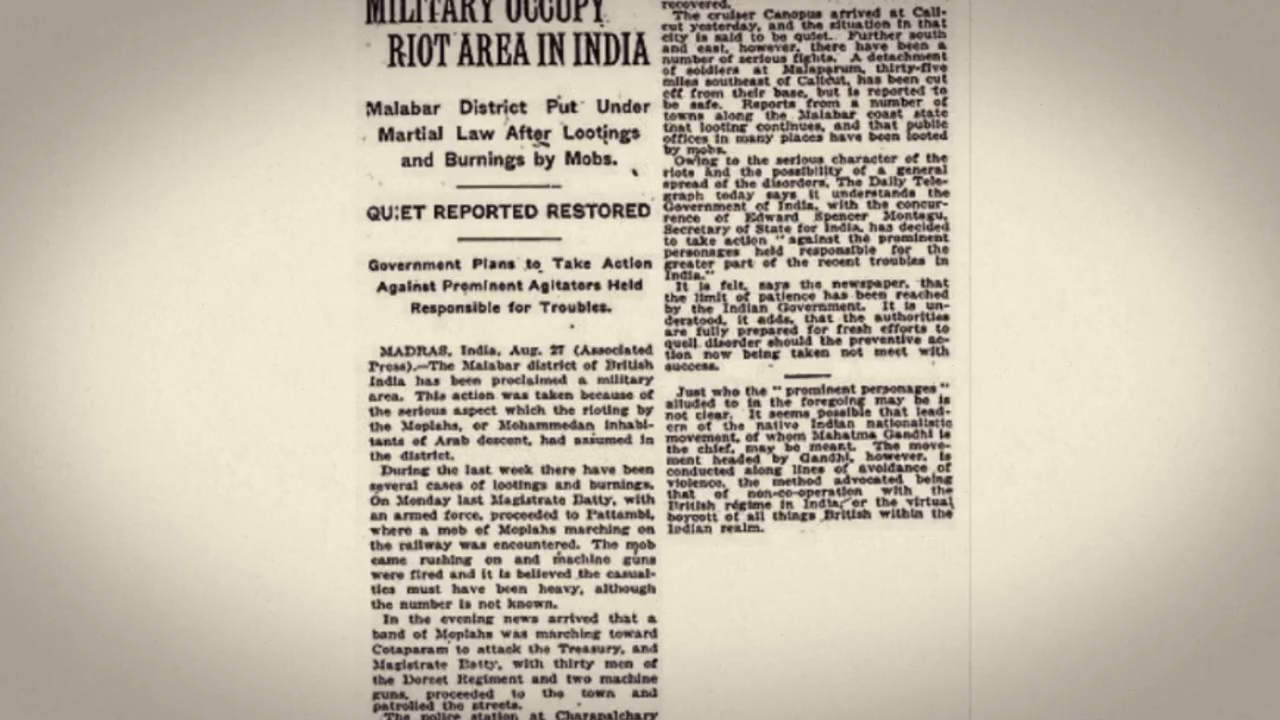 MILITARY OCCUPY
RIOT AREA IN INDIA
Malabar District Put Under
Martial Law After Lootings
and Burnings by Mobs.
QUIET REPORTED RESTORED
Government Plans to Take Action
Against Prominent Agitators Held
Responsible for Troubles.
MADRAS, India, Aug. 27 (Associated
Press).—The Malabar district of British
India has been proclaimed a military
area. This action was taken because of
the serious aspect which the rioting by
the Moplahs, or Mohammedan inhabi-
tants of Arab descent, had assumed in
the district.
During the last week there have been
several cases of lootings and burnings.
On Monday last Magistrate Batty, with
an armed force, proceeded to Pattambi,
where a mob of Moplahs marching on
the railway was encountered. The mob
came rushing on and machine guns
were fired and it is believed the casual-
ties must have been heavy, although
the number is not known.
In the evening news arrived that a
band of Moplahs was marching toward
Cotaparam to attack the Treasury, and
Magistrate Batty, with thirty men of
the Dorset Regiment and two machine
guns, proceeded to the town and
patrolled the streets.
The police station at Charapalchary
recovered.
The cruiser Canopus arrived at Cali-
cut yesterday, and the situation in that
city is said to be quiet. Further south
and east, however, there have been a
number of serious fights. A detachment
of soldiers at Malaparum, thirty-five
miles southeast of Calicut, has been cut
off from their base, but is reported to
be safe. Reports from a number of
towns along the Malabar coast state
that looting continues, and that public
offices in many places have been looted
by mobs.
Owing to the serious character of the
riots and the possibility of a general
spread of the disorders, The Daily Tele-
graph today says it understands the
Government of India, with the concur-
rence of Edward Spencer Montagu,
Secretary of State for India, has decided
to take action "against the prominent
personages held responsible for the
greater part of the recent troubles in
India."
It is felt, says the newspaper, that
the limit of patience has been reached
by the Indian Government. It is un-
derstood, it adds, that the authorities
are fully prepared for fresh efforts to
quell disorder should the preventive ac-
tion now being taken not meet with
success.
Just who the "prominent personages"
alluded to in the foregoing may be is
not clear. It seems possible that lead-
ers of the native Indian nationalistic
movement, of whom Mahatma Gandhi is
the chief, may be meant. The move-
ment headed by Gandhi, however, is
conducted along lines of avoidance of
violence, the method advocated being
that of non-co-operation with the
British régime in India, or the virtual
boycott of all things British within the
Indian realm.